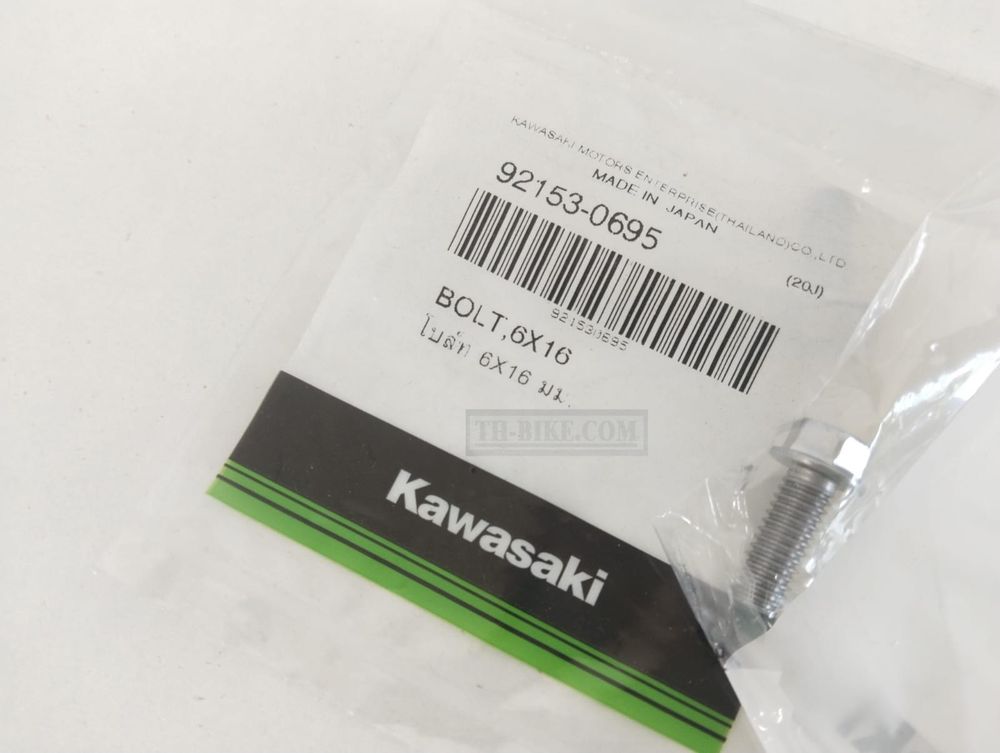 KAWASAKI MOTORS ENTERPRISE(THAILAND)CO.,LTD
MADE IN JAPAN
92153-0695
(20J)
921530695
BOLT,6X16
โบลท์ 6X16 มม.
TH-BIKE.COM
Kawasaki